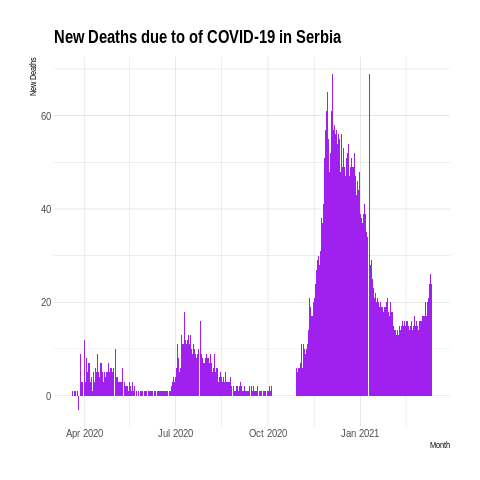 New Deaths due to of COVID-19 in Serbia
New Deaths
60
40
20
0
Apr 2020 Jul 2020 Oct 2020 Jan 2021
Month